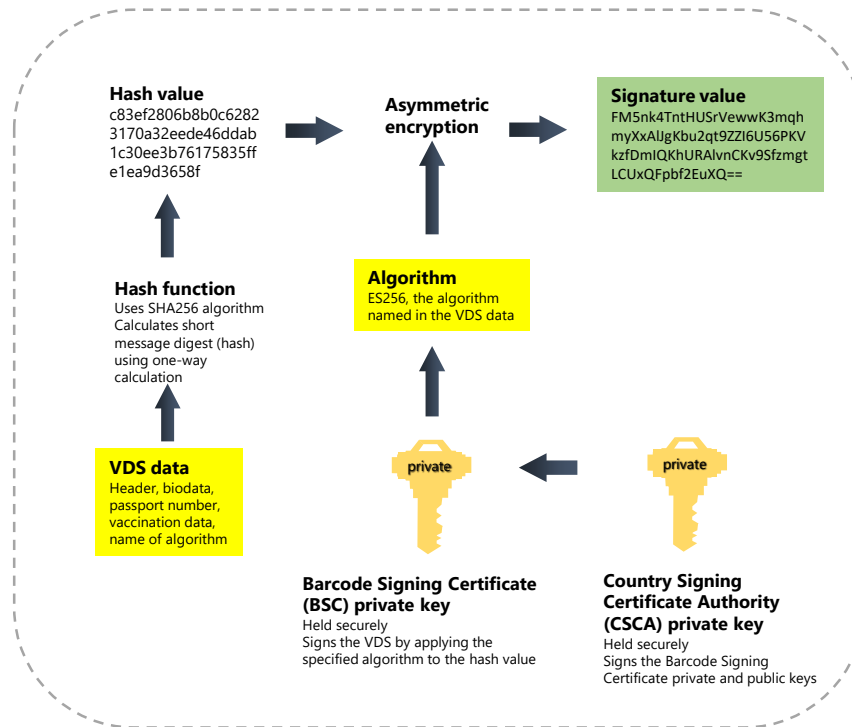 Hash value
c83ef2806b8b0c6282
3170a32eede46ddab
1c30ee3b76175835ff
e1ea9d3658f
Asymmetric
encryption
Signature value
FM5nk4TntHUSrVewwK3mqh
myXxAlJgKbu2qt9ZZI6U56PKV
kzfDmIQKhURAlvnCKv9Sfzmgt
LCUxQFpbf2EuXQ==
Hash function
Uses SHA256 algorithm
Calculates short
message digest (hash)
using one-way
calculation
Algorithm
ES256, the algorithm
named in the VDS data
VDS data
Header, biodata,
passport number,
vaccination data,
name of algorithm
private
private
Barcode Signing Certificate
(BSC) private key
Held securely
Signs the VDS by applying the
specified algorithm to the hash value
Country Signing
Certificate Authority
(CSCA) private key
Held securely
Signs the Barcode Signing
Certificate private and public keys